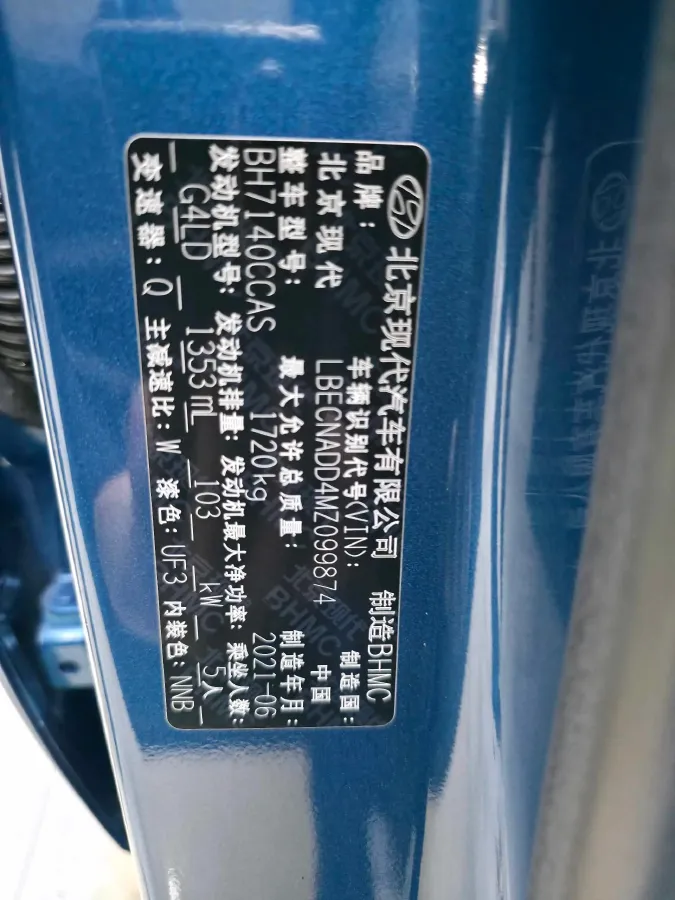 北京现代汽车有限公司 制造BHMC
品牌: 车辆识别代号(VIN): 制造国:
北京现代 LBECNADD4MZ099874 中国
整车型号: 最大允许总质量: 制造年月:
BH7140CCAS 1720kg 2021-06
发动机型号: 发动机排量: 发动机最大净功率: 乘坐人数:
G4LD 1353mL 103 kW 5人
变速器: Q 主减速比: W 漆色: UF3 内装色: NNB